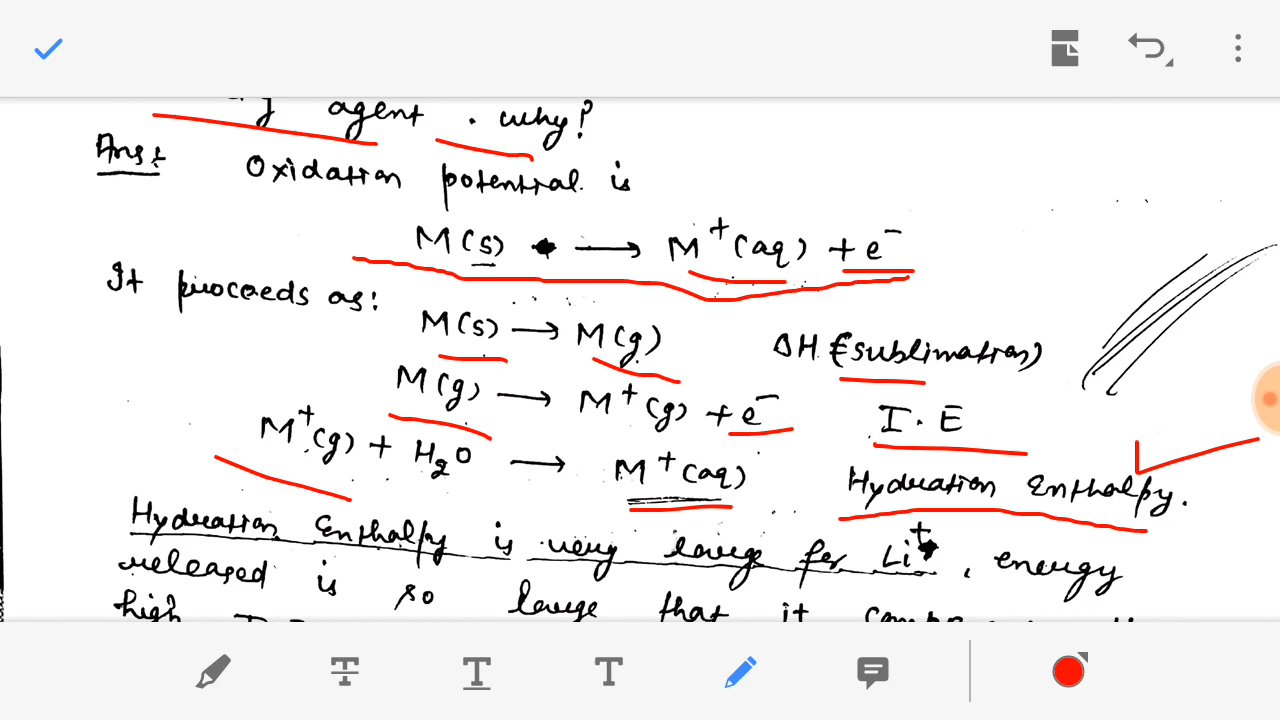 agent . why?
Ans: Oxidation potential is
M(s) → M⁺(aq) + e⁻
It proceeds as:
M(s) → M(g) ΔH (sublimation)
M(g) → M⁺(g) + e⁻ I.E
M⁺(g) + H₂O → M⁺(aq) Hydration Enthalpy.
Hydration Enthalpy is very large for Li⁺, energy
released is so large that it
high